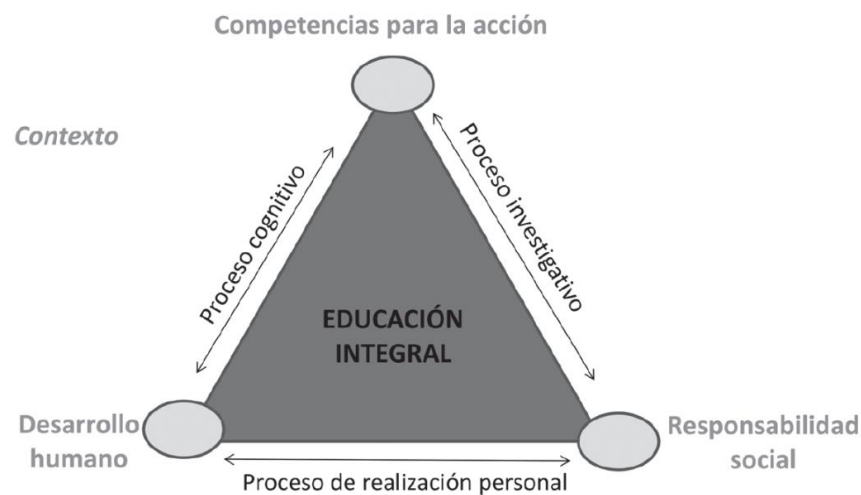 Competencias para la acción
Contexto
Proceso cognitivo
Proceso investigativo
EDUCACIÓN
INTEGRAL
Desarrollo
humano
Responsabilidad
social
Proceso de realización personal